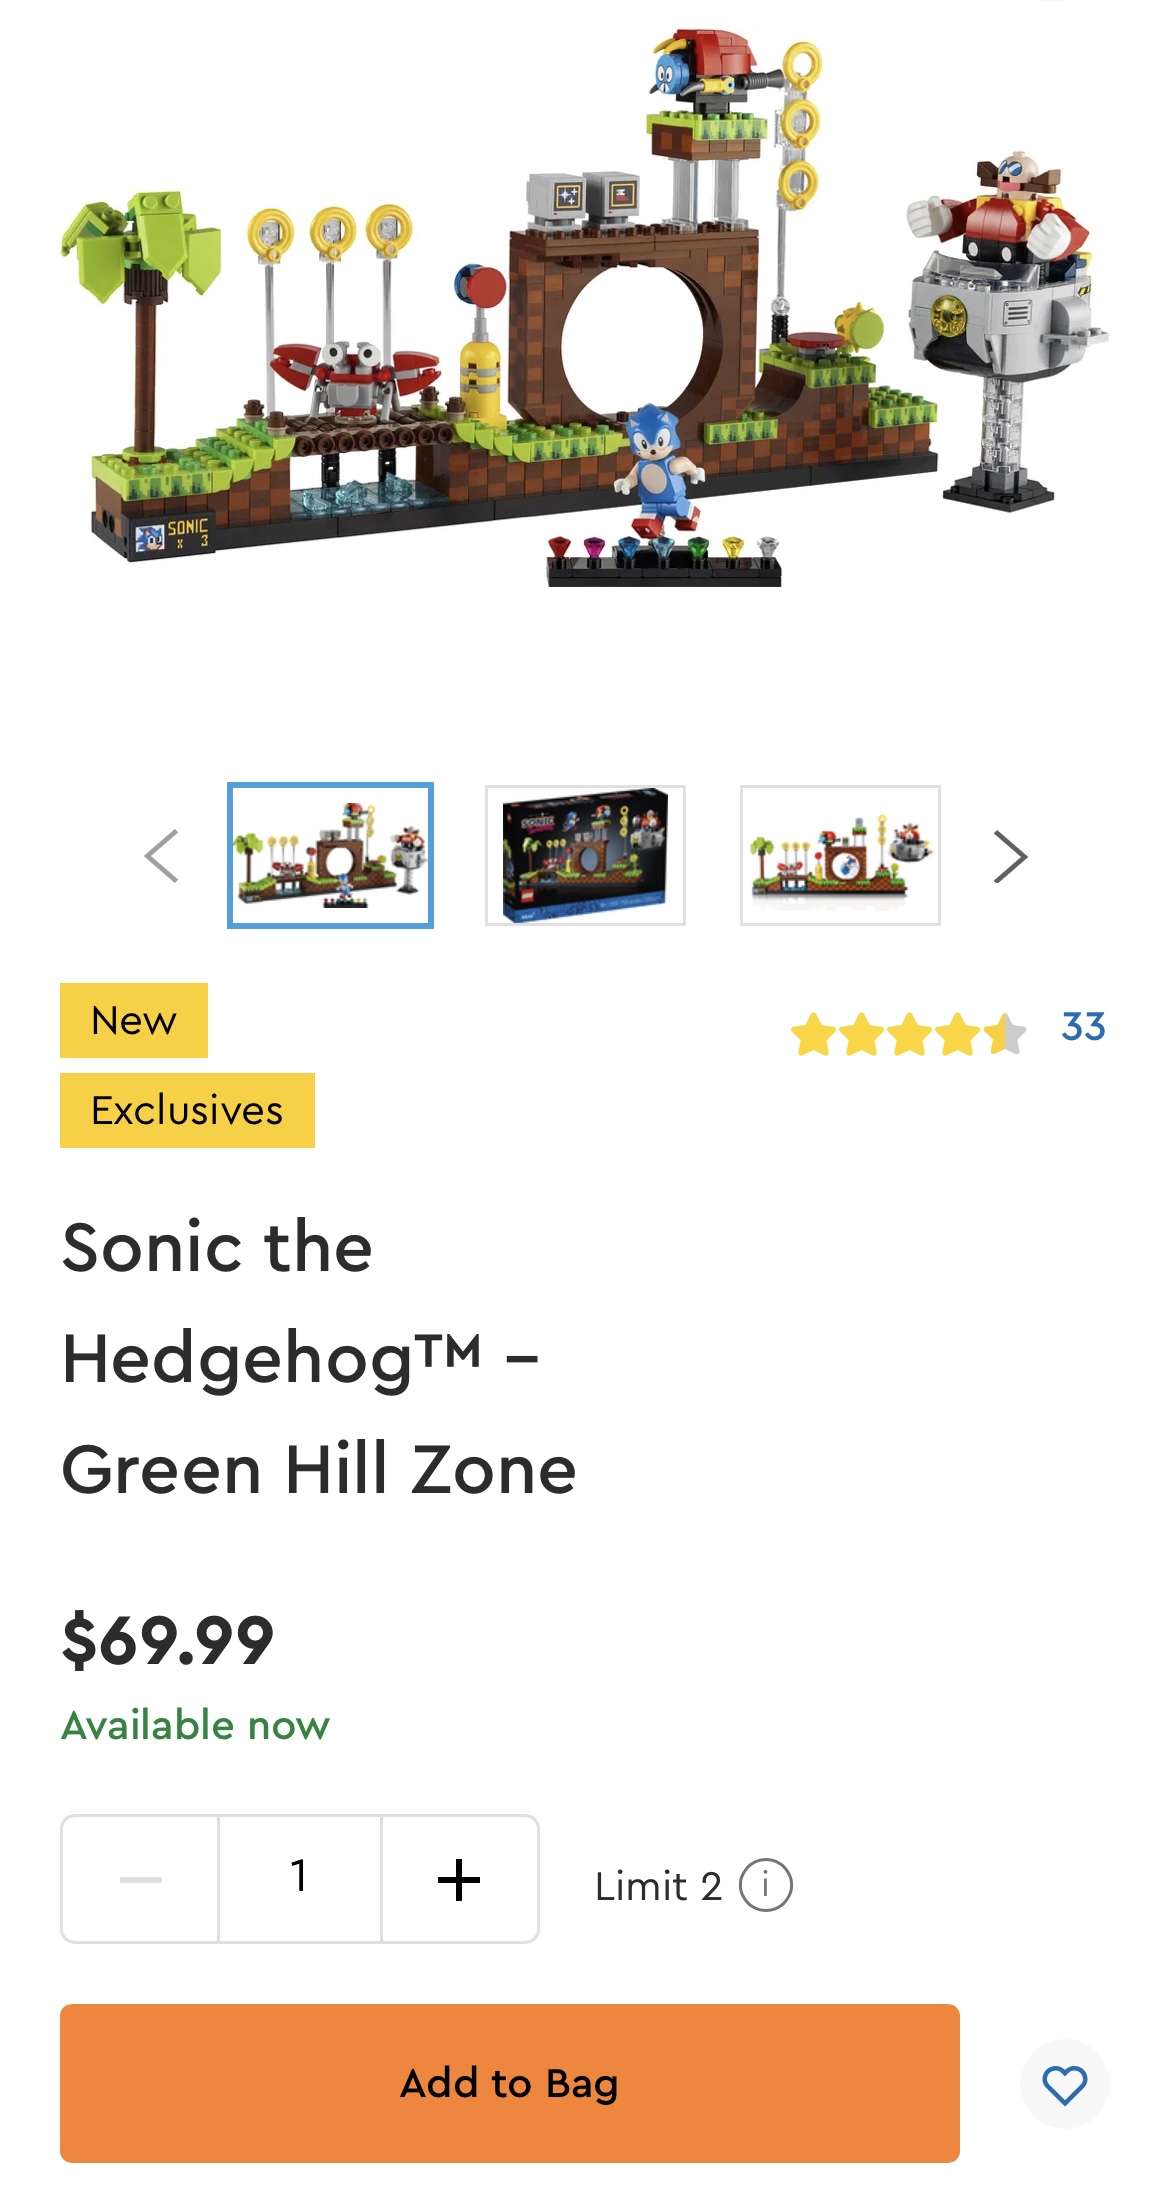 SONIC
x 3
SONIC
New
33
Exclusives
Sonic the
Hedgehog™ –
Green Hill Zone
$69.99
Available now
1
Limit 2
Add to Bag